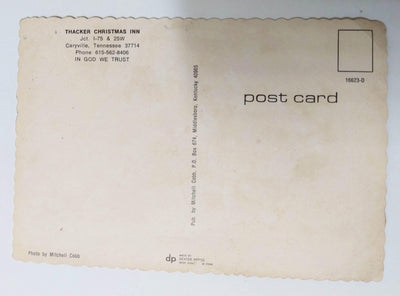 THACKER CHRISTMAS INN
Jct. I-75 & 25W
Caryville, Tennessee 37714
Phone 615-562-8406
IN GOD WE TRUST
Pub. by Mitchell Cobb, P.O. Box 674, Middlesboro, Kentucky 40965
16623-D
post card
Photo by Mitchell Cobb
dp